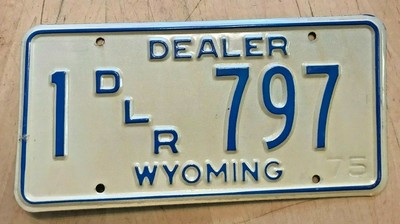 DEALER
1 DLR 797
75
WYOMING